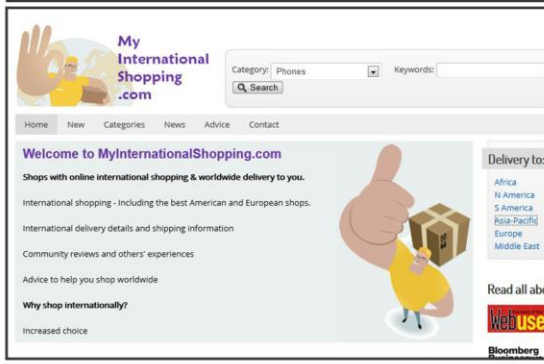 My
International
Shopping
.com
Category: Phones
Keywords:
Search
Home New Categories News Advice Contact
Welcome to MyInternationalShopping.com
Shops with online international shopping & worldwide delivery to you.
International shopping - Including the best American and European shops.
International delivery details and shipping information
Community reviews and others' experiences
Advice to help you shop worldwide
Why shop internationally?
Increased choice
Delivery to:
Africa
N America
S America
Asia-Pacific
Europe
Middle East
Read all abo
Webuse
Bloomberg